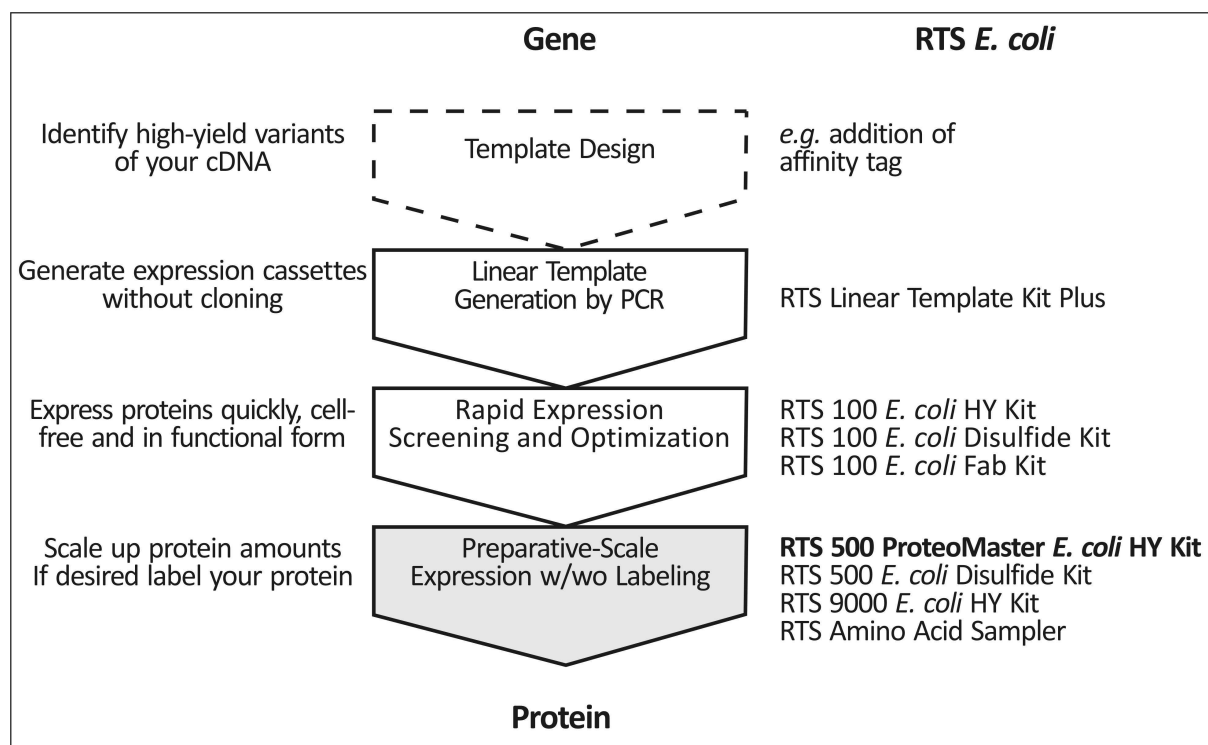 Gene
RTS E. coli
Identify high-yield variants
of your cDNA
Template Design
e.g. addition of
affinity tag
Generate expression cassettes
without cloning
Linear Template
Generation by PCR
RTS Linear Template Kit Plus
Express proteins quickly, cell-
free and in functional form
Rapid Expression
Screening and Optimization
RTS 100 E. coli HY Kit
RTS 100 E. coli Disulfide Kit
RTS 100 E. coli Fab Kit
Scale up protein amounts
If desired label your protein
Preparative-Scale
Expression w/wo Labeling
RTS 500 ProteoMaster E. coli HY Kit
RTS 500 E. coli Disulfide Kit
RTS 9000 E. coli HY Kit
RTS Amino Acid Sampler
Protein